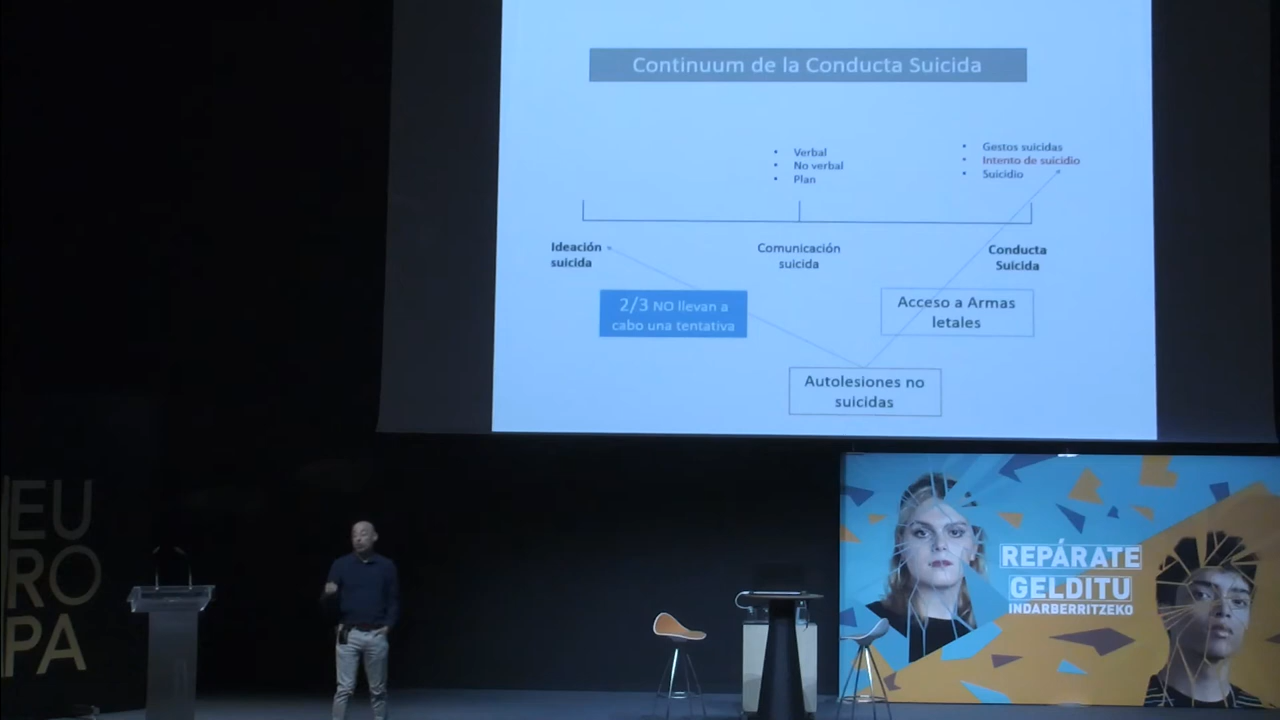 Continuum de la Conducta Suicida
• Verbal
• No verbal
• Plan
• Gestos suicidas
• Intento de suicidio
• Suicidio
Ideación
suicida
Comunicación
suicida
Conducta
Suicida
2/3 NO llevan a
cabo una tentativa
Acceso a Armas
letales
Autolesiones no
suicidas
EU
RO
PA
REPÁRATE
GELDITU
INDARBERRITZEKO